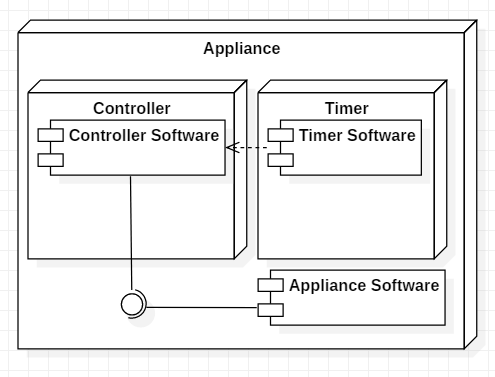 Appliance
Controller
Timer
Controller Software
Timer Software
Appliance Software